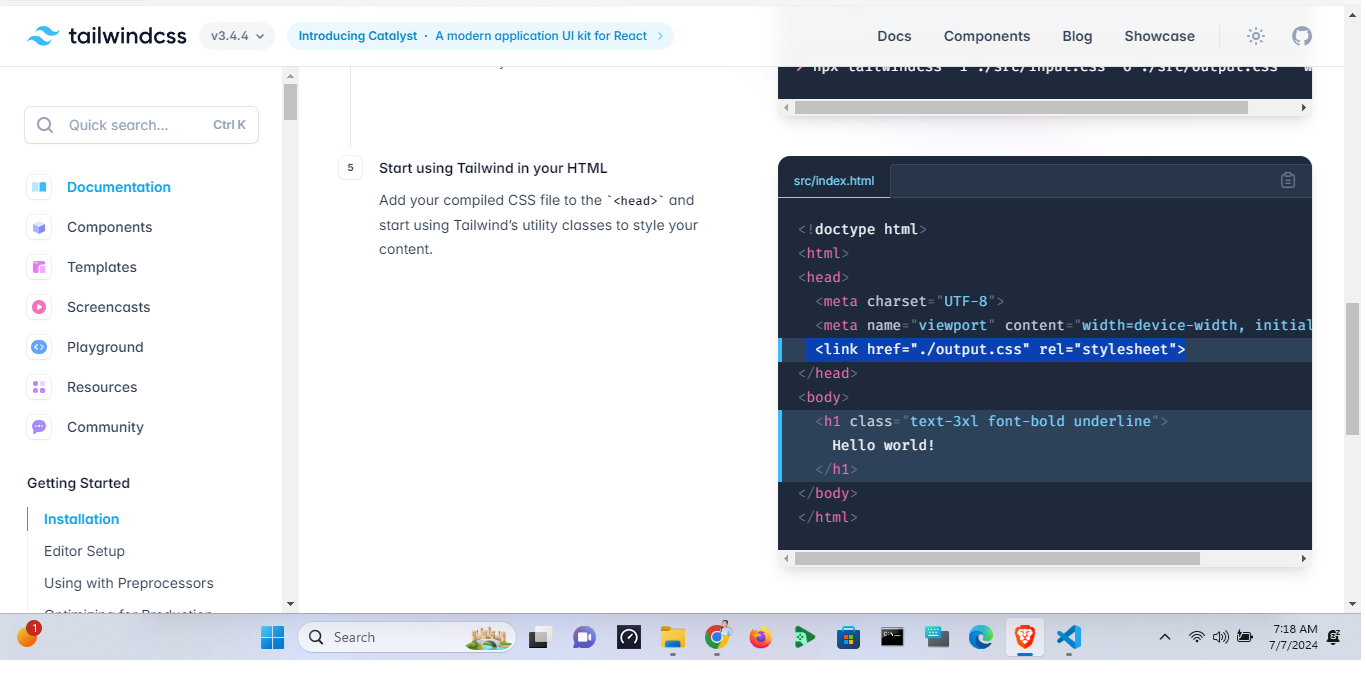 tailwindcss
v3.4.4
Introducing Catalyst · A modern application UI kit for React
Docs
Components
Blog
Showcase
Quick search...
Ctrl K
Documentation
Components
Templates
Screencasts
Playground
Resources
Community
Getting Started
Installation
Editor Setup
Using with Preprocessors
Optimizing for Production
> npx tailwindcss -i ./src/input.css -o ./src/output.css
5
Start using Tailwind in your HTML
Add your compiled CSS file to the `<head>` and
start using Tailwind’s utility classes to style your
content.
src/index.html
<!doctype html>
<html>
<head>
<meta charset="UTF-8">
<meta name="viewport" content="width=device-width, initial
<link href="./output.css" rel="stylesheet">
</head>
<body>
<h1 class="text-3xl font-bold underline">
Hello world!
</h1>
</body>
</html>
1
Search
7:18 AM
7/7/2024